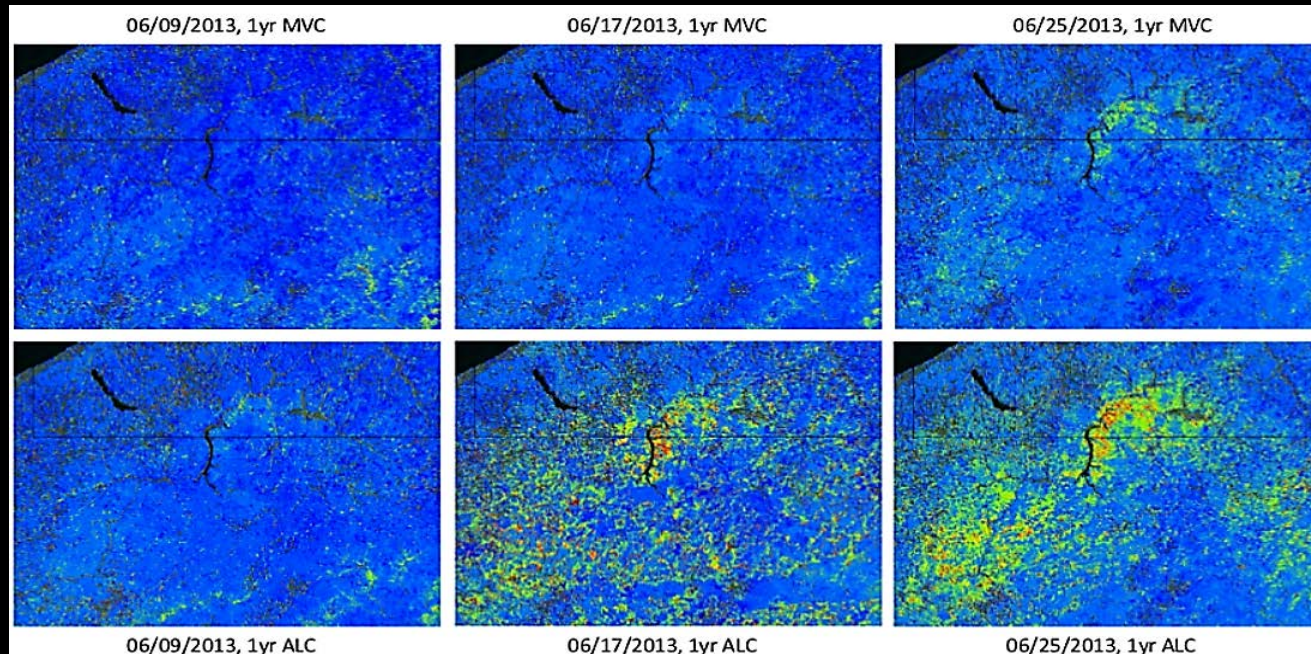 06/09/2013, 1yr MVC
06/17/2013, 1yr MVC
06/25/2013, 1yr MVC
06/09/2013, 1yr ALC
06/17/2013, 1yr ALC
06/25/2013, 1yr ALC